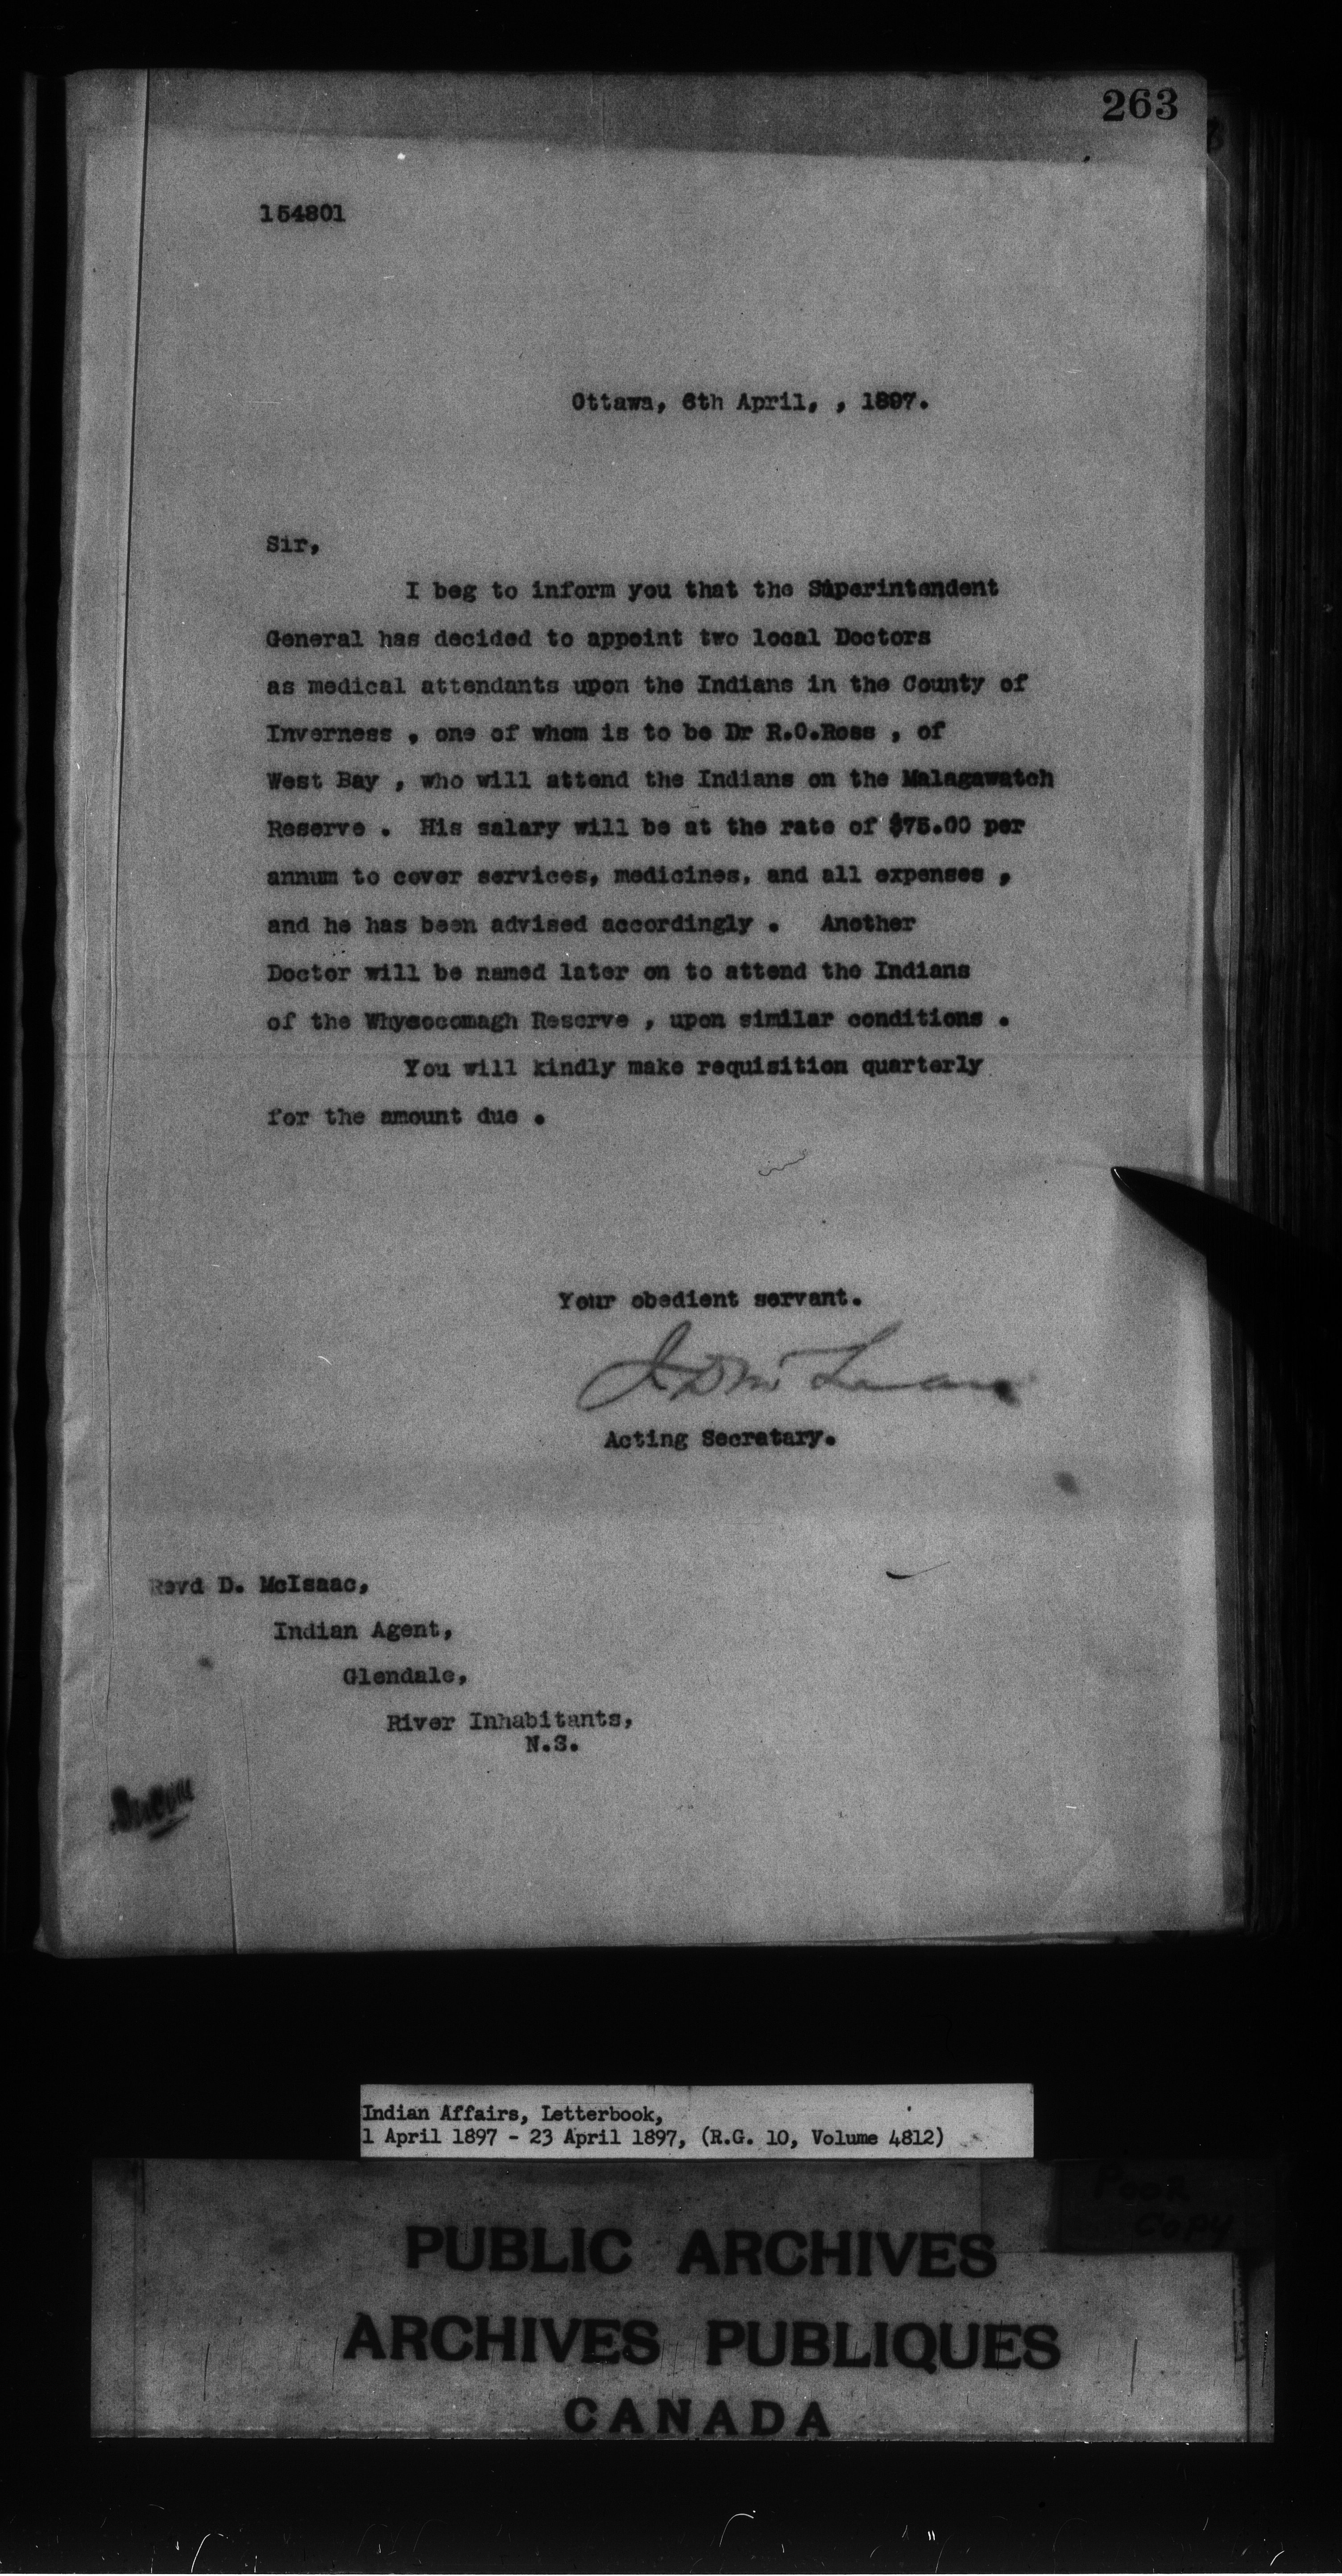 263
154801
Ottawa, 6th April, , 1897.
Sir,
I beg to inform you that the Superintendent
General has decided to appoint two local Doctors
as medical attendants upon the Indians in the County of
Inverness , one of whom is to be Dr R.O.Ross , of
West Bay , who will attend the Indians on the Malagawatch
Reserve . His salary will be at the rate of $75.00 per
annum to cover services, medicines, and all expenses ,
and he has been advised accordingly . Another
Doctor will be named later on to attend the Indians
of the Whysocomagh Reserve , upon similar conditions .
You will kindly make requisition quarterly
for the amount due .
Your obedient servant.
J D McLean
Acting Secretary.
Revd D. McIsaac,
Indian Agent,
Glendale,
River Inhabitants,
N.S.
Indian Affairs, Letterbook,
1 April 1897 - 23 April 1897, (R.G. 10, Volume 4812)
Poor
Copy
PUBLIC ARCHIVES
ARCHIVES PUBLIQUES
CANADA